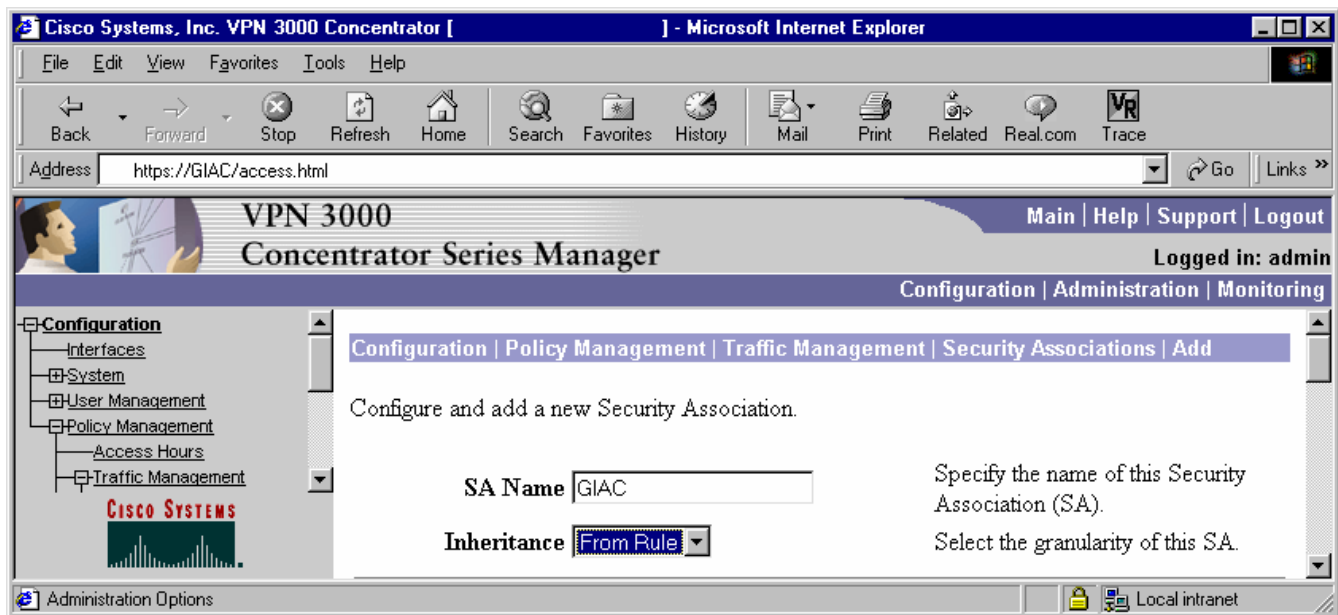 Cisco Systems, Inc. VPN 3000 Concentrator [ ] - Microsoft Internet Explorer
File Edit View Favorites Tools Help
Back Forward Stop Refresh Home Search Favorites History Mail Print Related Real.com Trace
Address https://GIAC/access.html Go Links »
VPN 3000
Concentrator Series Manager
Main | Help | Support | Logout
Logged in: admin
Configuration | Administration | Monitoring
Configuration
Interfaces
System
User Management
Policy Management
Access Hours
Traffic Management
CISCO SYSTEMS
Configuration | Policy Management | Traffic Management | Security Associations | Add
Configure and add a new Security Association.
SA Name GIAC Specify the name of this Security
Association (SA).
Inheritance From Rule Select the granularity of this SA.
Administration Options Local intranet